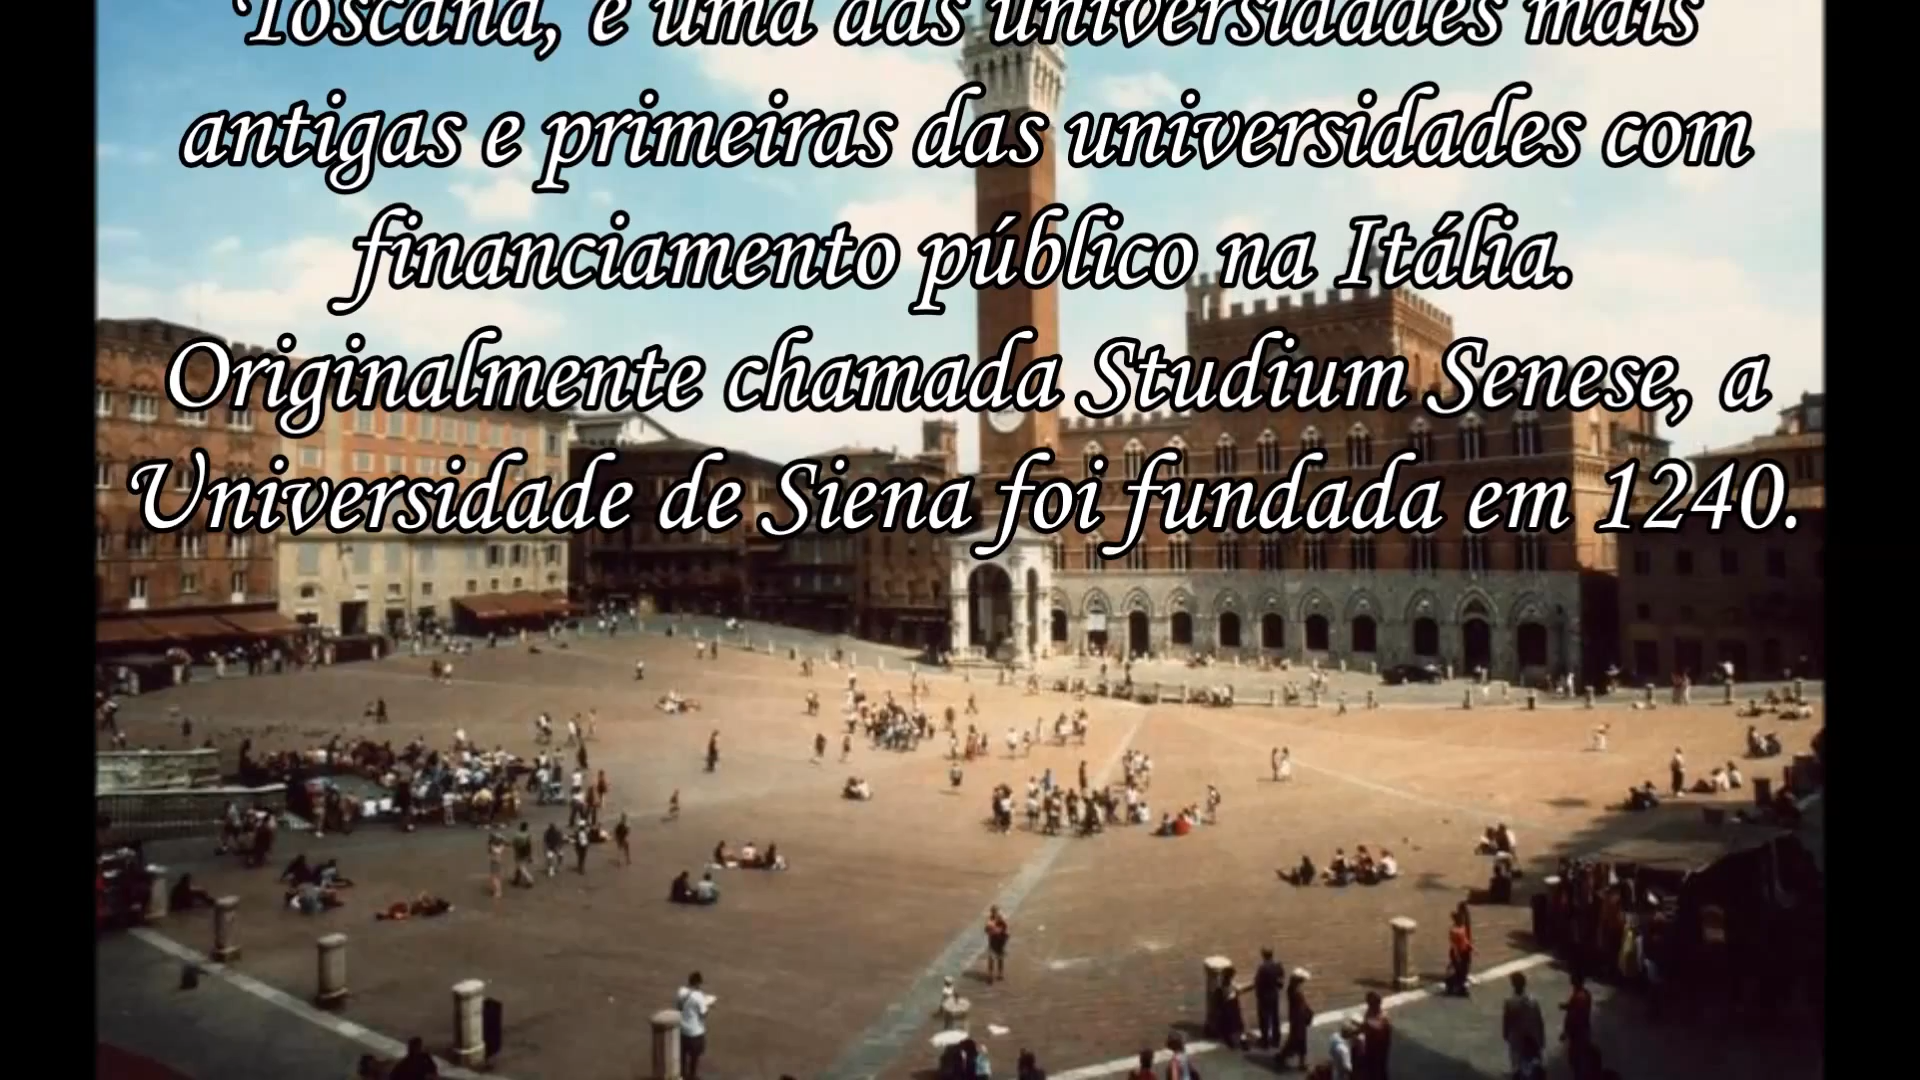 Toscana, é uma das universidades mais
antigas e primeiras das universidades com
financiamento público na Itália.
Originalmente chamada Studium Senese, a
Universidade de Siena foi fundada em 1240.